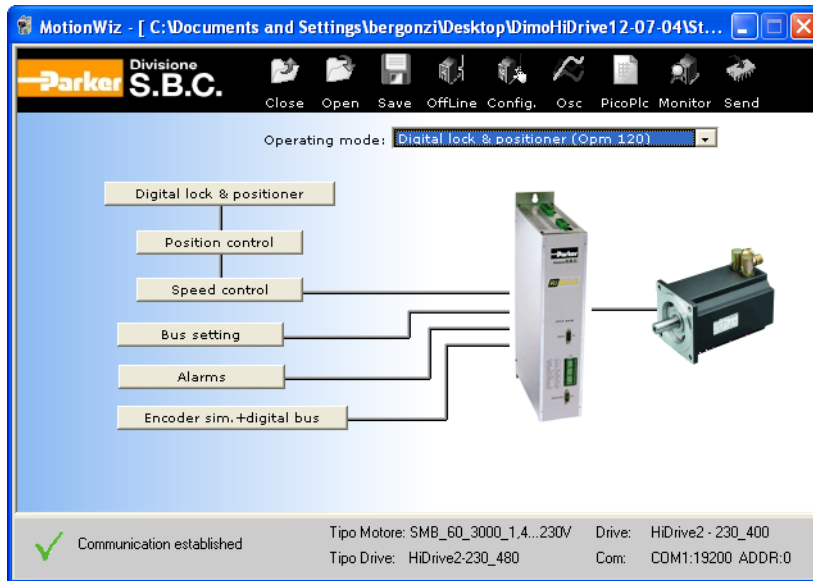 MotionWiz - [ C:\Documents and Settings\bergonzi\Desktop\DimoHiDrive12-07-04\St...
Parker Divisione S.B.C.
Close Open Save OffLine Config. Osc PicoPlc Monitor Send
Operating mode: Digital lock & positioner (Opm 120)
Digital lock & positioner
Position control
Speed control
Bus setting
Alarms
Encoder sim.+digital bus
Parker
S.B.C.
Communication established
Tipo Motore: SMB_60_3000_1,4...230V Drive: HiDrive2 - 230_400
Tipo Drive: HiDrive2-230_480 Com: COM1:19200 ADDR:0